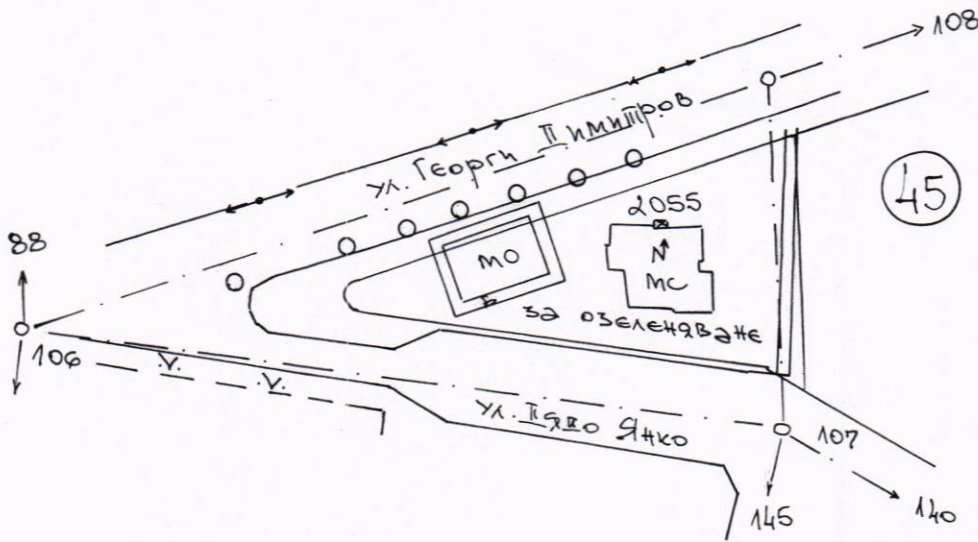 108
ул. Георги Димитров
45
88
2055
МО
N
МС
за озеленяване
106
V.
V.
ул. Дядо Янко
107
145
140